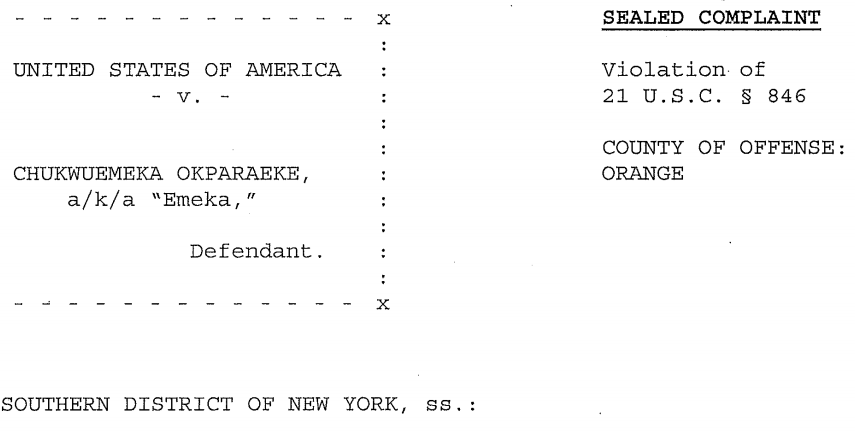 - - - - - - - - - - - - - x
:
UNITED STATES OF AMERICA :
- v. - :
:
:
CHUKWUEMEKA OKPARAEKE, :
a/k/a “Emeka,” :
:
Defendant. :
:
- - - - - - - - - - - - - x
SEALED COMPLAINT
Violation of
21 U.S.C. § 846
COUNTY OF OFFENSE:
ORANGE
SOUTHERN DISTRICT OF NEW YORK, ss.: